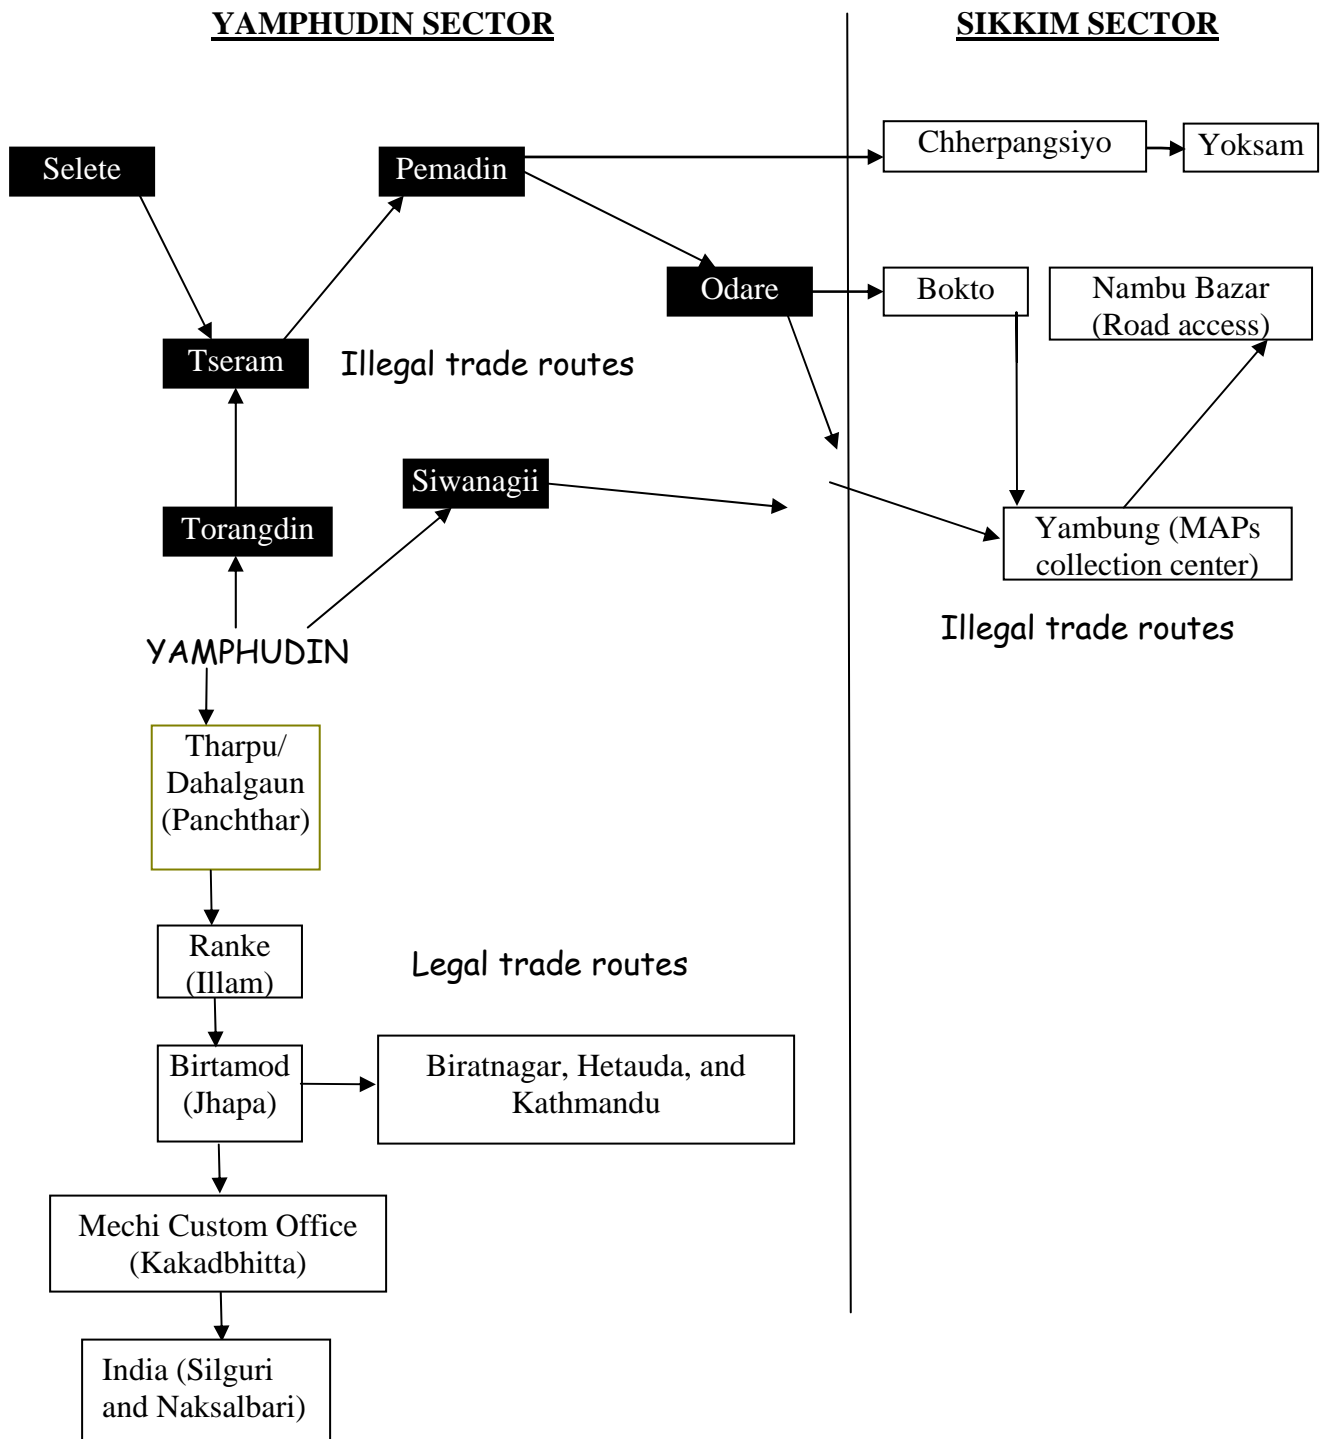 YAMPHUDIN SECTOR
SIKKIM SECTOR
Chherpangsiyo
Yoksam
Selete
Pemadin
Odare
Bokto
Nambu Bazar
(Road access)
Tseram
Illegal trade routes
Siwanagii
Torangdin
Yambung (MAPs
collection center)
Illegal trade routes
YAMPHUDIN
Tharpu/
Dahalgaun
(Panchthar)
Ranke
(Illam)
Legal trade routes
Birtamod
(Jhapa)
Biratnagar, Hetauda, and
Kathmandu
Mechi Custom Office
(Kakadbhitta)
India (Silguri
and Naksalbari)